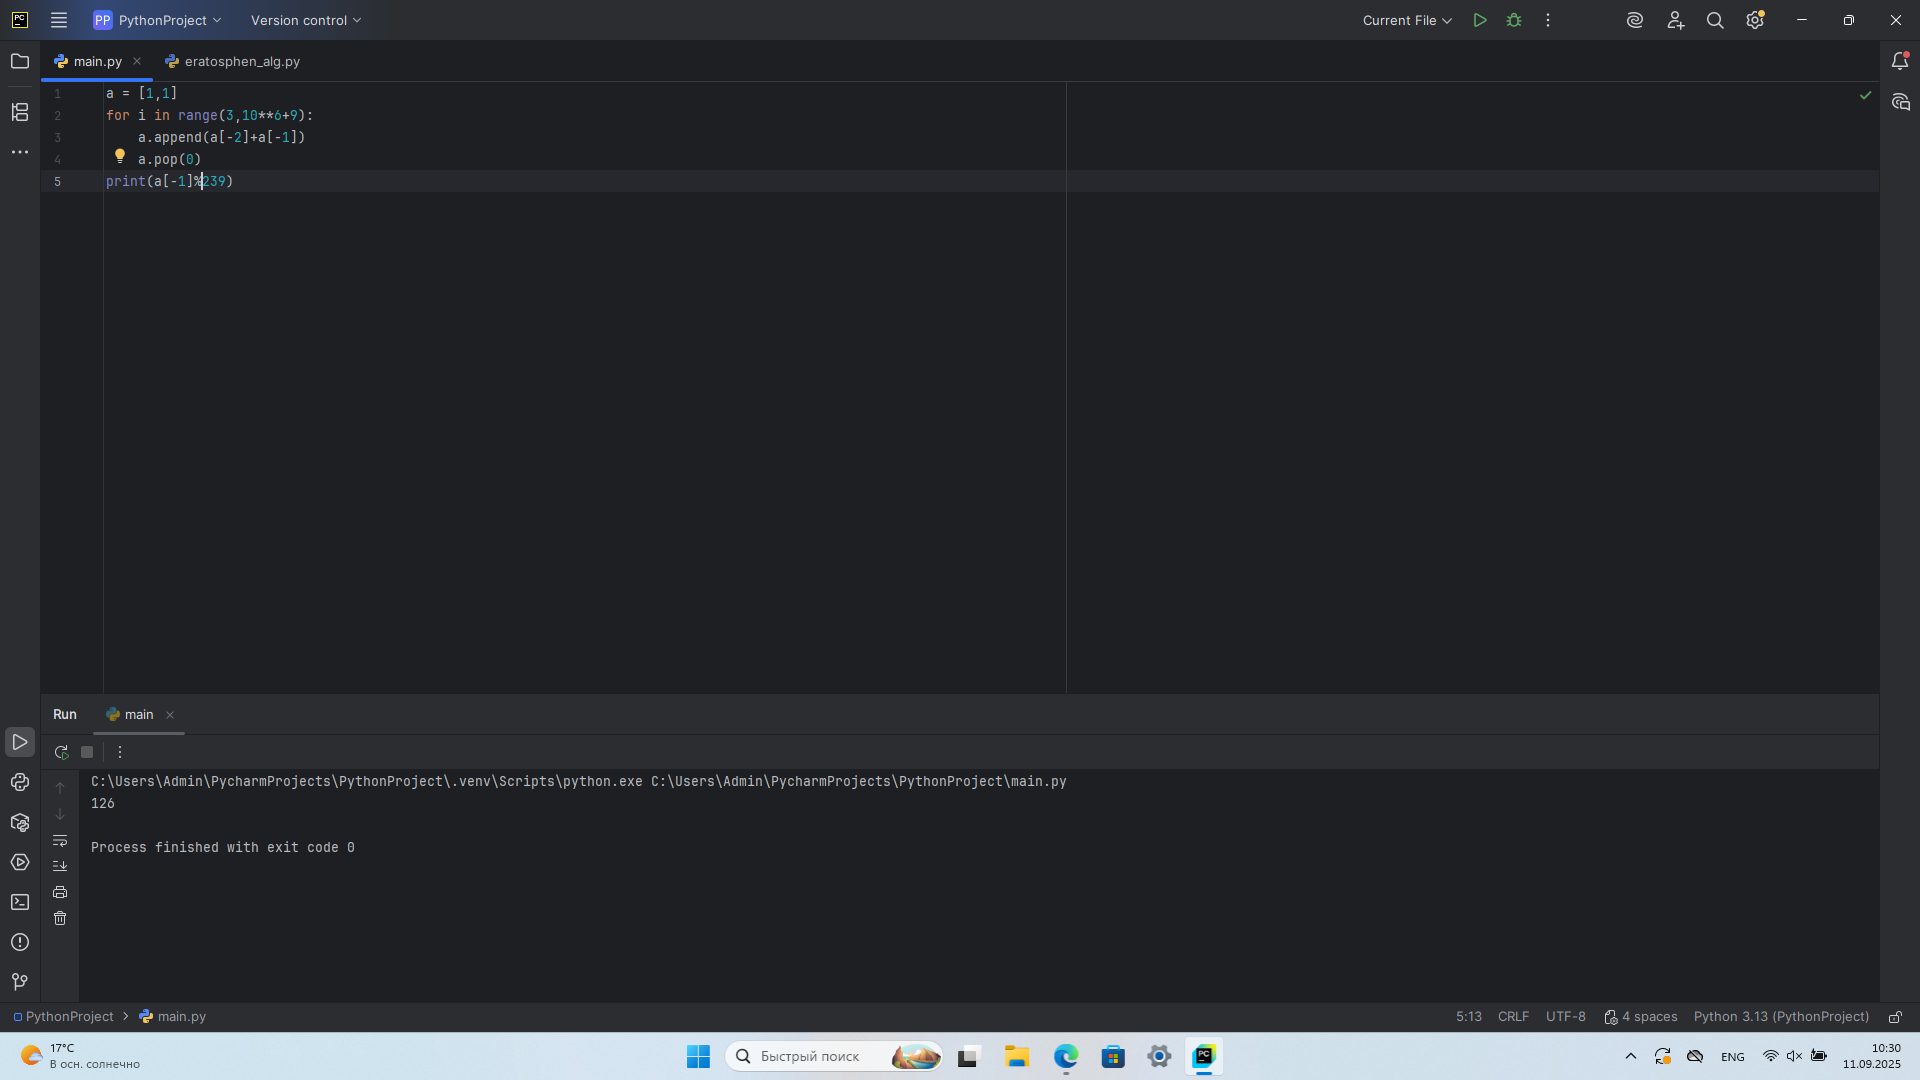 PC PP PythonProject Version control Current File
main.py eratosphen_alg.py
1 a = [1,1]
2 for i in range(3,10**6+9):
3 a.append(a[-2]+a[-1])
4 a.pop(0)
5 print(a[-1]%239)
Run main
C:\Users\Admin\PycharmProjects\PythonProject\.venv\Scripts\python.exe C:\Users\Admin\PycharmProjects\PythonProject\main.py
126
Process finished with exit code 0
PythonProject main.py 5:13 CRLF UTF-8 4 spaces Python 3.13 (PythonProject)
17°C
В осн. солнечно
Быстрый поиск
PC
ENG
10:30
11.09.2025